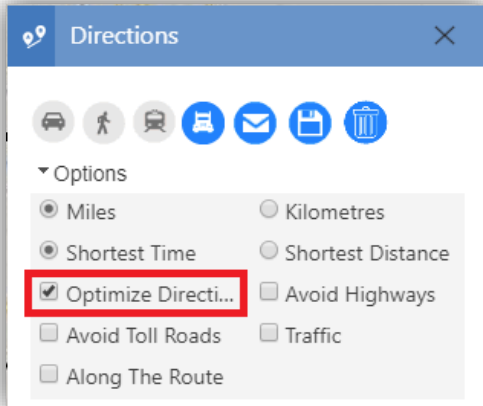 Directions
Options
Miles Kilometres
Shortest Time Shortest Distance
Optimize Directi... Avoid Highways
Avoid Toll Roads Traffic
Along The Route